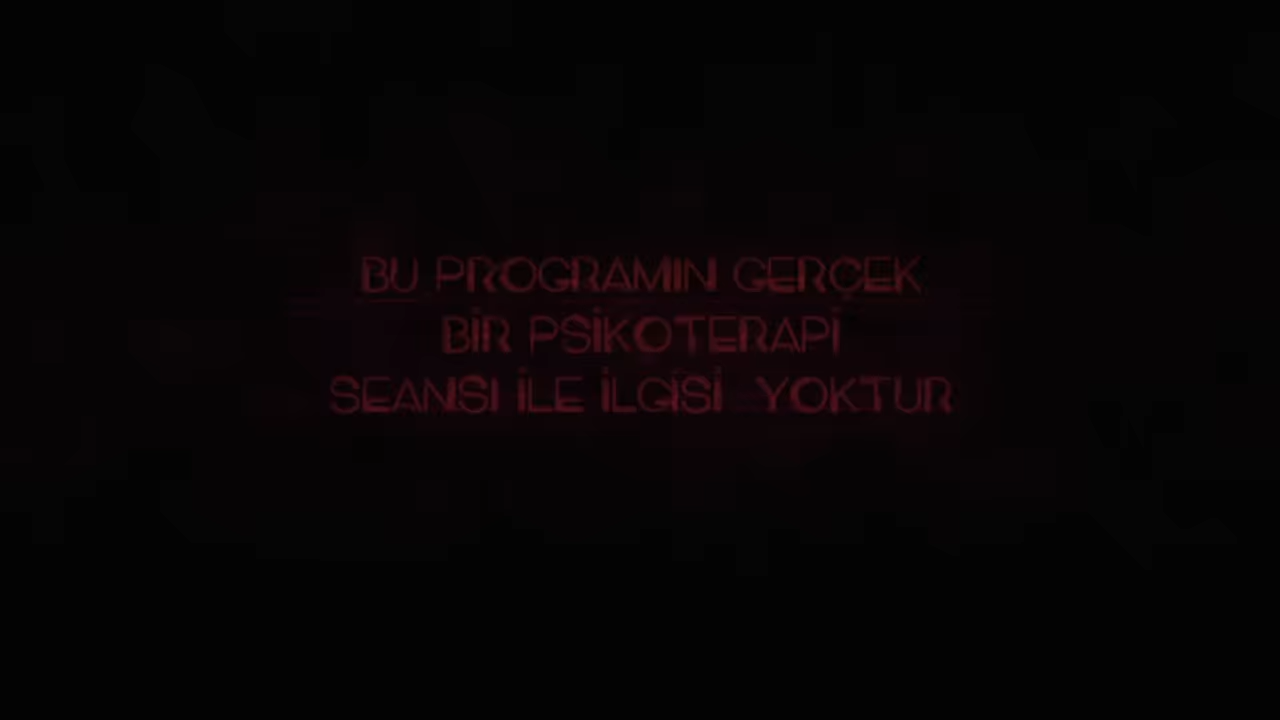 BU PROGRAMIN GERÇEK
BİR PSİKOTERAPİ
SEANSI İLE İLGİSİ YOKTUR